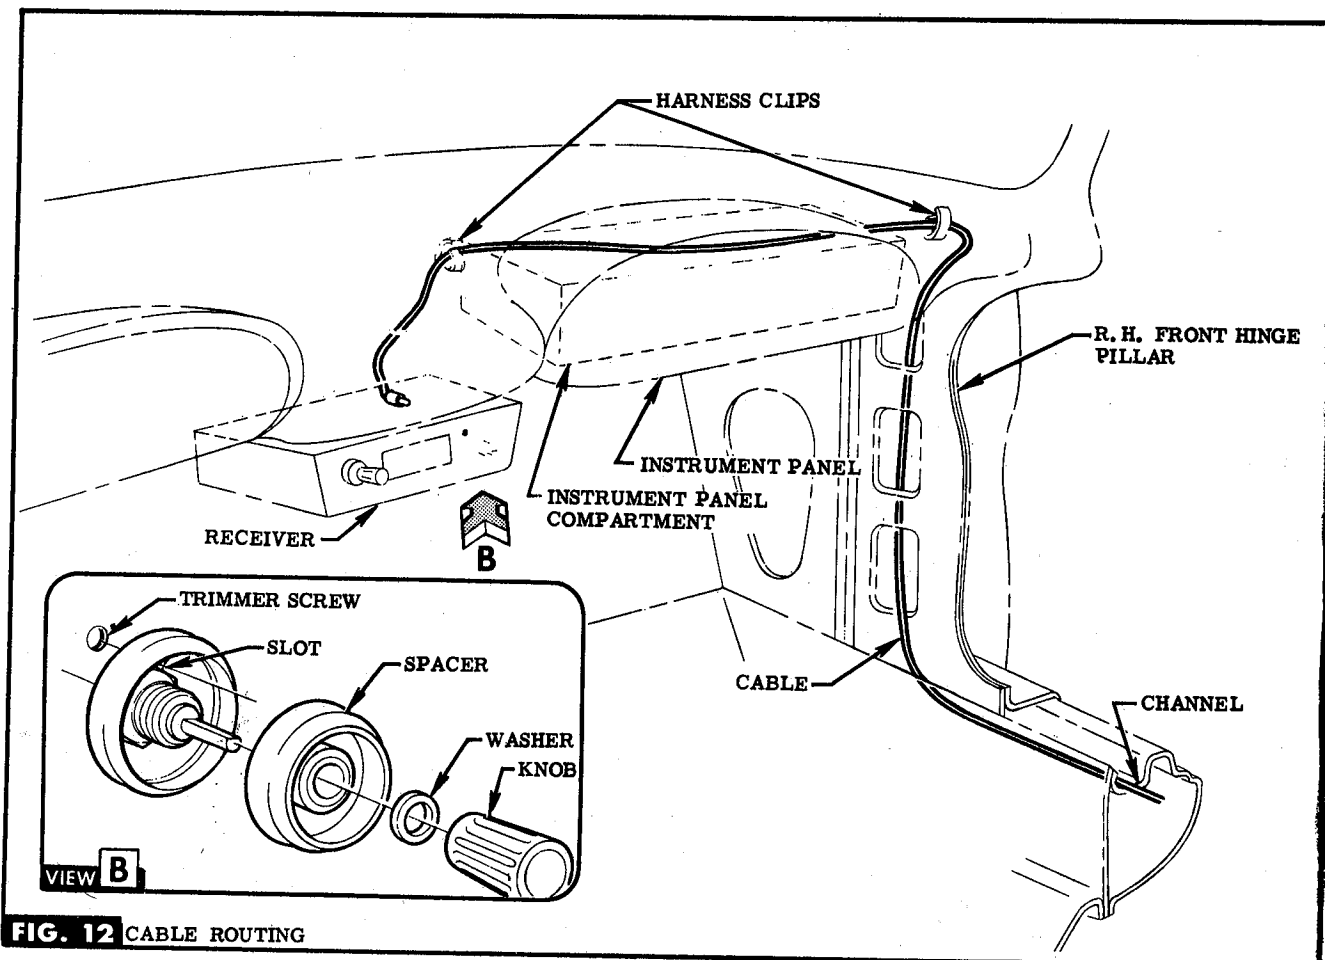 HARNESS CLIPS
R. H. FRONT HINGE
PILLAR
INSTRUMENT PANEL
INSTRUMENT PANEL
COMPARTMENT
RECEIVER
B
TRIMMER SCREW
SLOT
SPACER
WASHER
KNOB
CABLE
CHANNEL
VIEW B
FIG. 12 CABLE ROUTING